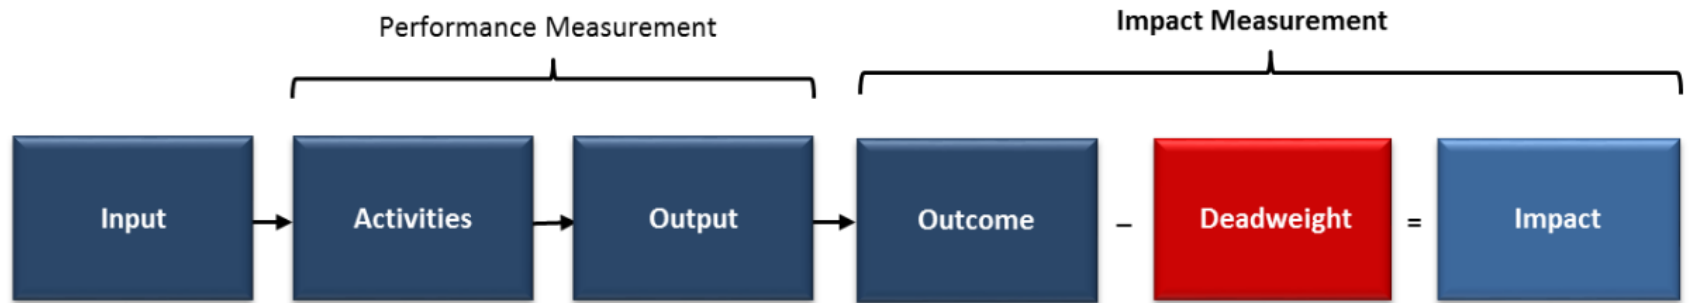 Performance Measurement
Impact Measurement
Input
Activities
Output
Outcome
–
Deadweight
=
Impact